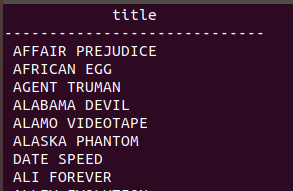 title
-----------------------------
AFFAIR PREJUDICE
AFRICAN EGG
AGENT TRUMAN
ALABAMA DEVIL
ALAMO VIDEOTAPE
ALASKA PHANTOM
DATE SPEED
ALI FOREVER